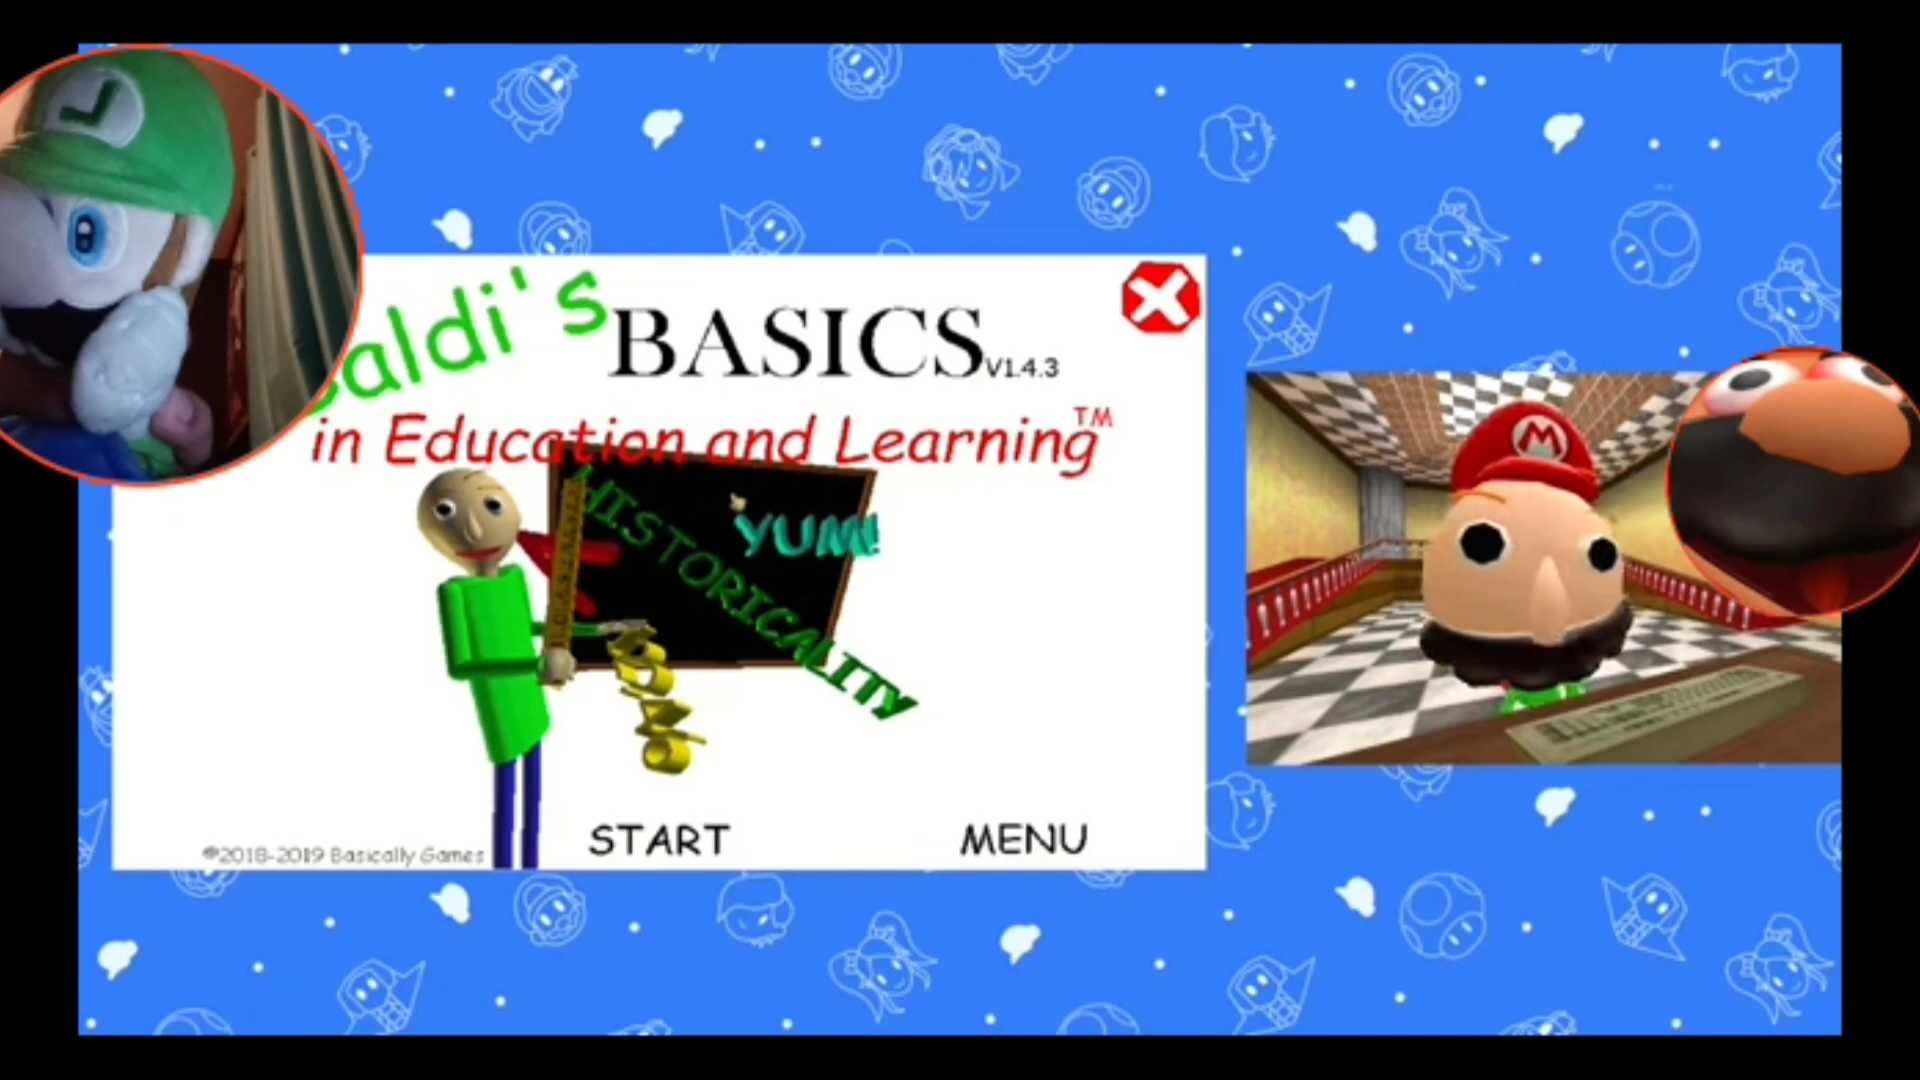 aldi's
BASICS V1.4.3
in Education and Learning™
HISTORICALITY
YUM!
START
MENU
©2018-2019 Basically Games
L
M